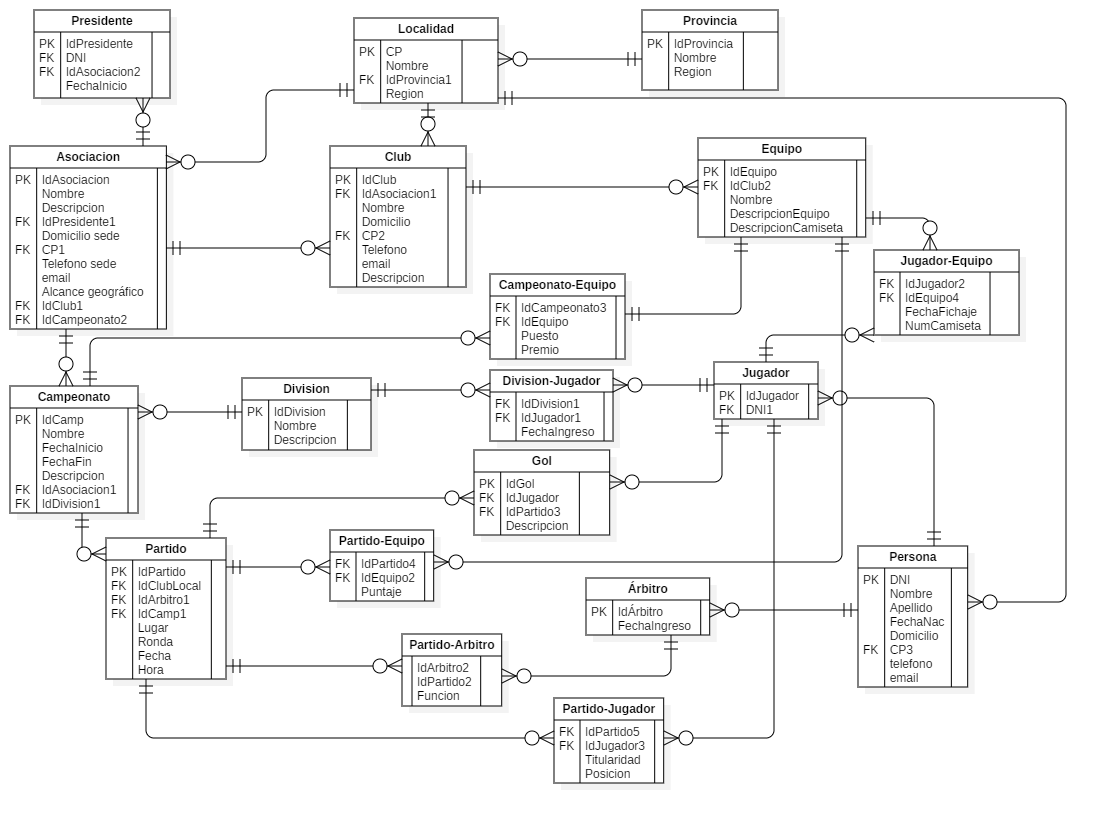 Presidente
PK IdPresidente
FK DNI
FK IdAsociacion2
FechaInicio
Localidad
PK CP
Nombre
FK IdProvincia1
Region
Provincia
PK IdProvincia
Nombre
Region
Asociacion
PK IdAsociacion
Nombre
Descripcion
FK IdPresidente1
Domicilio sede
FK CP1
Telefono sede
email
Alcance geográfico
FK IdClub1
FK IdCampeonato2
Club
PK IdClub
FK IdAsociacion1
Nombre
Domicilio
FK CP2
Telefono
email
Descripcion
Equipo
PK IdEquipo
FK IdClub2
Nombre
DescripcionEquipo
DescripcionCamiseta
Jugador-Equipo
FK IdJugador2
FK IdEquipo4
FechaFichaje
NumCamiseta
Campeonato-Equipo
FK IdCampeonato3
FK IdEquipo
Puesto
Premio
Campeonato
PK IdCamp
Nombre
FechaInicio
FechaFin
Descripcion
FK IdAsociacion1
FK IdDivision1
Division
PK IdDivision
Nombre
Descripcion
Division-Jugador
FK IdDivision1
FK IdJugador1
FechaIngreso
Jugador
PK IdJugador
FK DNI1
Gol
PK IdGol
FK IdJugador
FK IdPartido3
Descripcion
Partido
PK IdPartido
FK IdClubLocal
FK IdArbitro1
FK IdCamp1
Lugar
Ronda
Fecha
Hora
Partido-Equipo
FK IdPartido4
FK IdEquipo2
Puntaje
Árbitro
PK IdÁrbitro
FechaIngreso
Persona
PK DNI
Nombre
Apellido
FechaNac
Domicilio
FK CP3
telefono
email
Partido-Arbitro
IdArbitro2
IdPartido2
Funcion
Partido-Jugador
FK IdPartido5
FK IdJugador3
Titularidad
Posicion